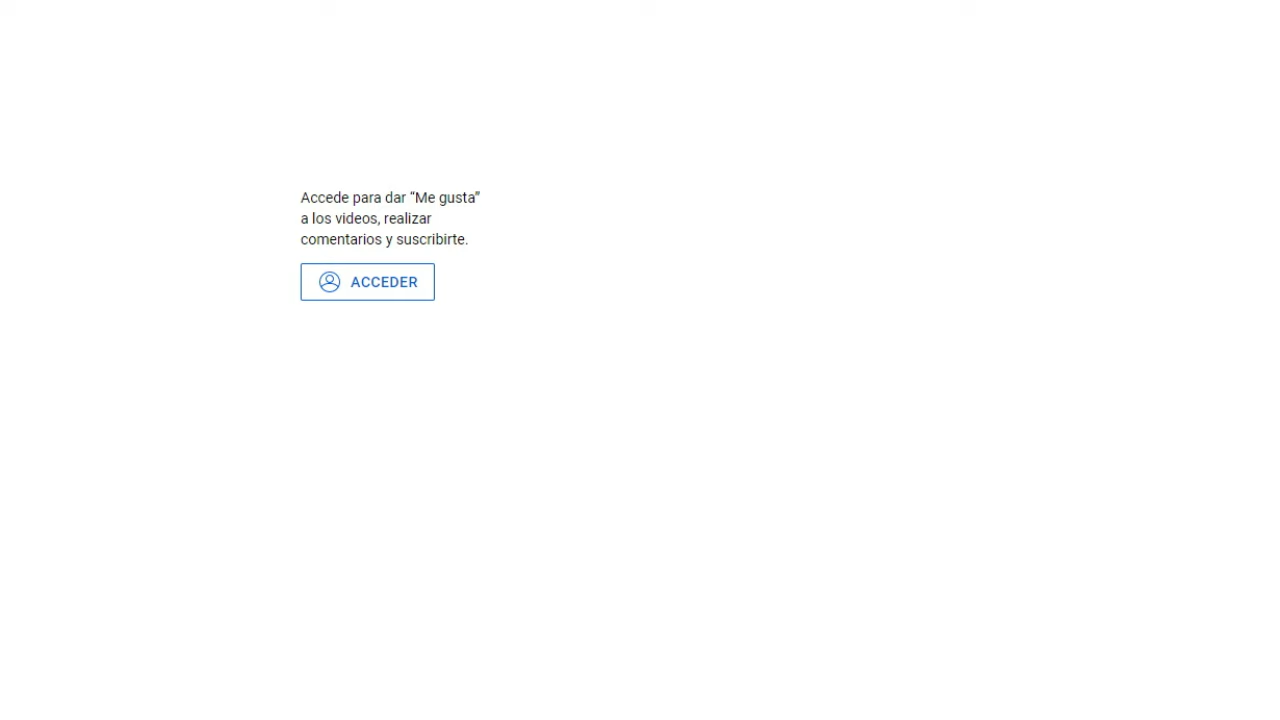 Accede para dar “Me gusta”
a los videos, realizar
comentarios y suscribirte.
ACCEDER